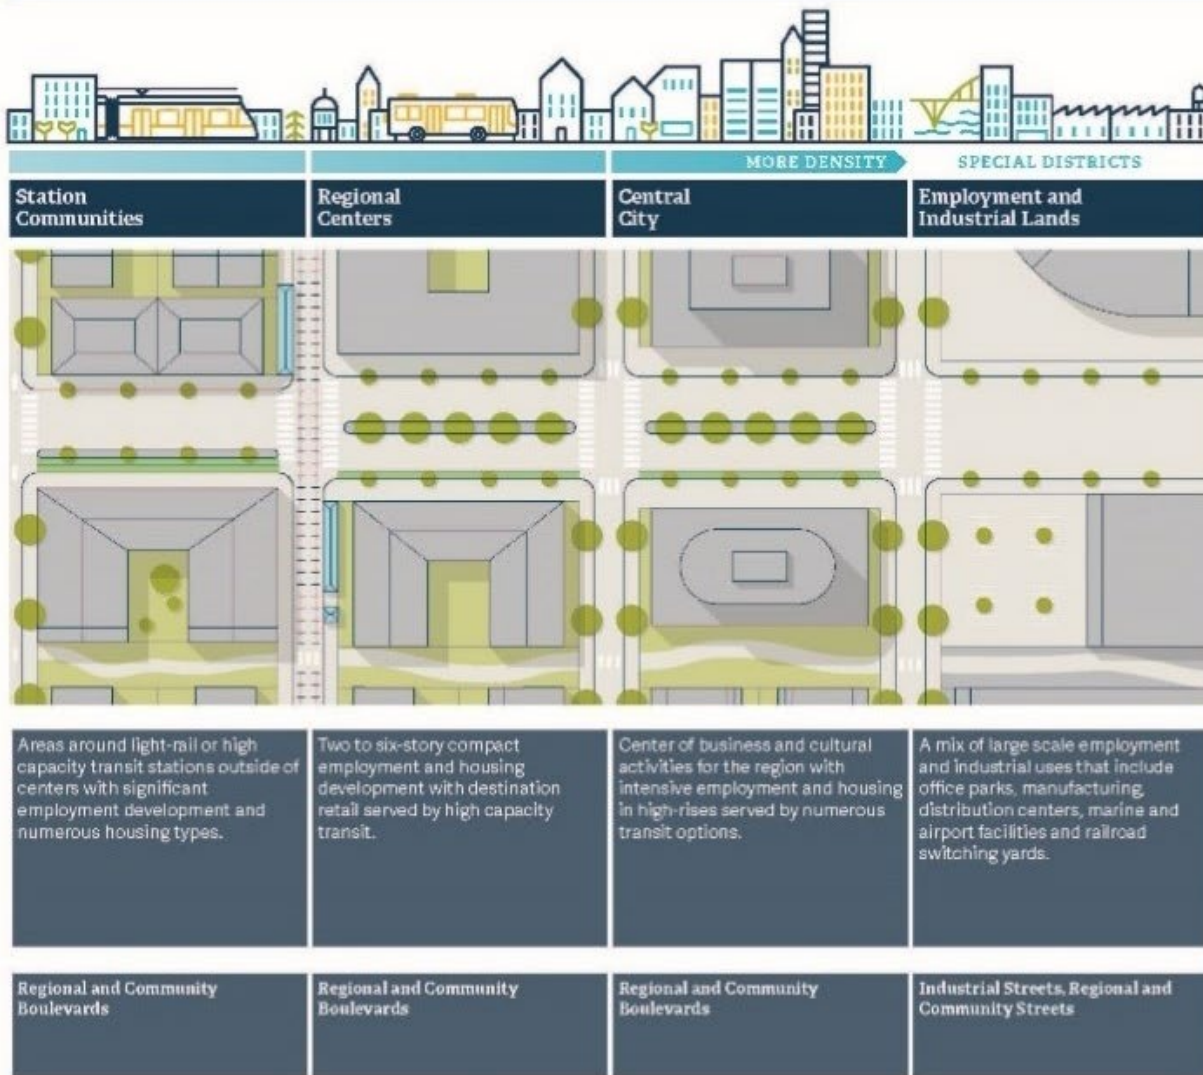 MORE DENSITY
SPECIAL DISTRICTS
Station
Communities
Regional
Centers
Central
City
Employment and
Industrial Lands
Areas around light-rail or high
capacity transit stations outside of
centers with significant
employment development and
numerous housing types.
Two to six-story compact
employment and housing
development with destination
retail served by high capacity
transit.
Center of business and cultural
activities for the region with
intensive employment and housing
in high-rises served by numerous
transit options.
A mix of large scale employment
and industrial uses that include
office parks, manufacturing,
distribution centers, marine and
airport facilities and railroad
switching yards.
Regional and Community
Boulevards
Regional and Community
Boulevards
Regional and Community
Boulevards
Industrial Streets, Regional and
Community Streets